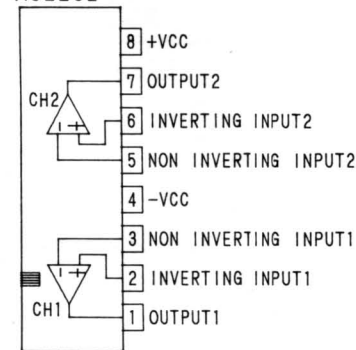 8 +VCC
7 OUTPUT2
CH2
6 INVERTING INPUT2
5 NON INVERTING INPUT2
4 -VCC
3 NON INVERTING INPUT1
2 INVERTING INPUT1
CH1
1 OUTPUT1